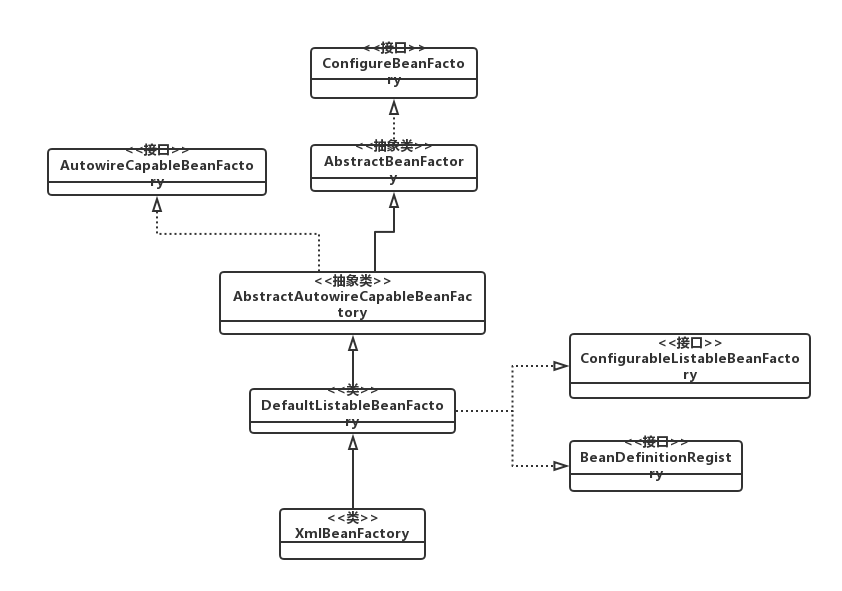 <<接口>>
ConfigureBeanFacto
ry
<<接口>>
AutowireCapableBeanFacto
ry
<<抽象类>>
AbstractBeanFactor
y
<<抽象类>>
AbstractAutowireCapableBeanFac
tory
<<接口>>
ConfigurableListableBeanFacto
ry
<<类>>
DefaultListableBeanFacto
ry
<<接口>>
BeanDefinitionRegist
ry
<<类>>
XmlBeanFactory